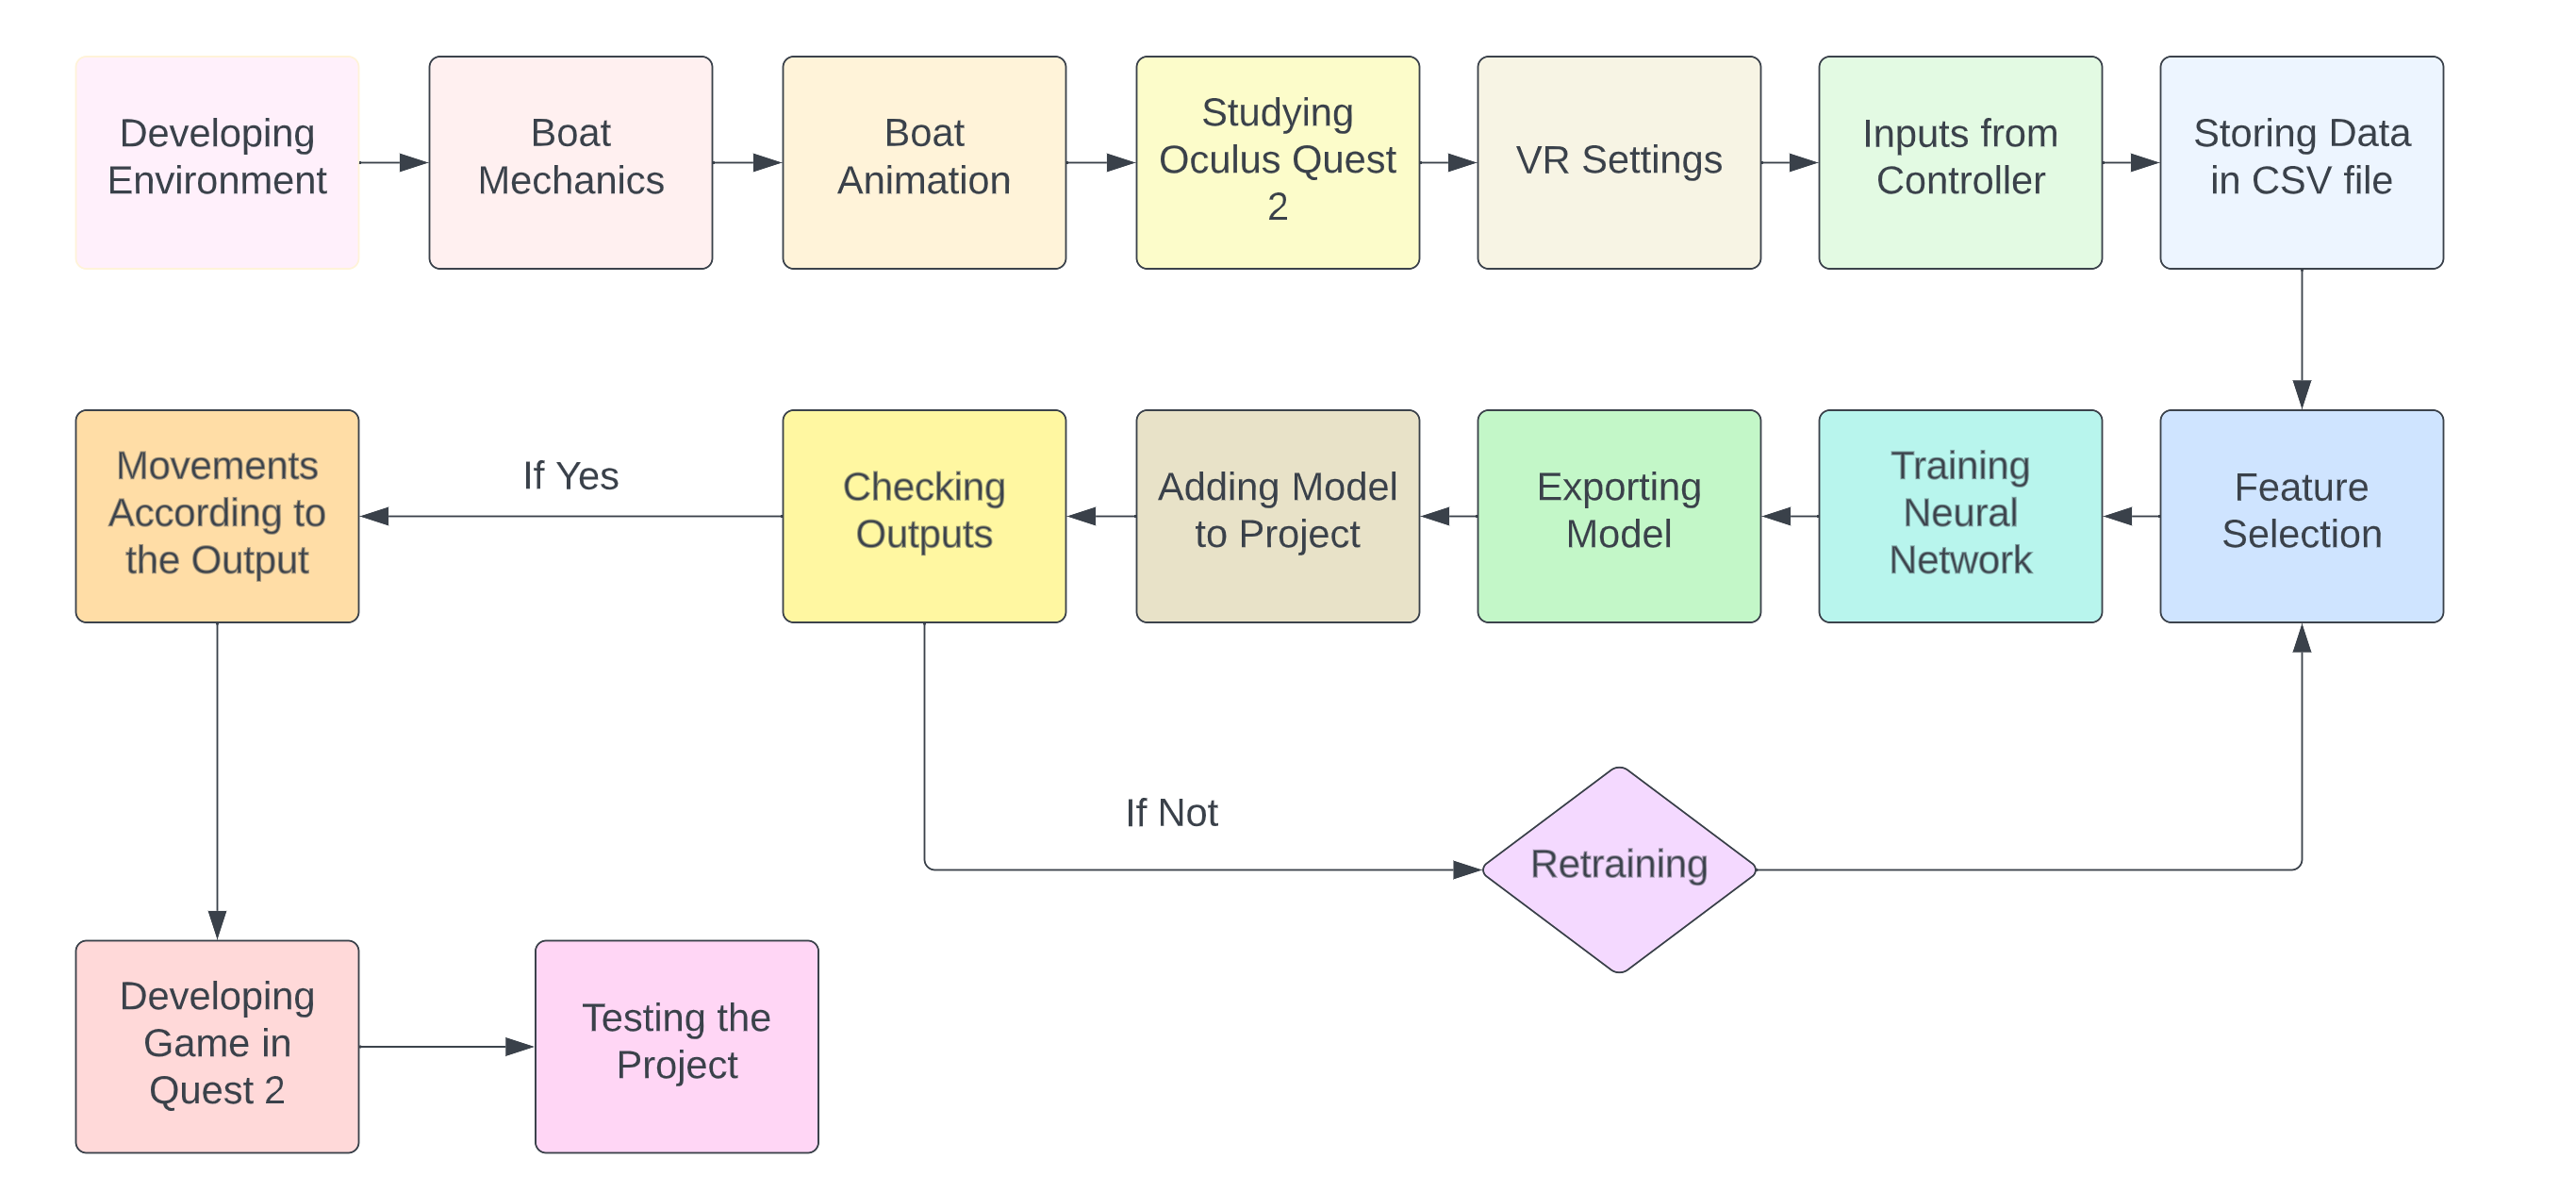 Developing
Environment
Boat
Mechanics
Boat
Animation
Studying
Oculus Quest
2
VR Settings
Inputs from
Controller
Storing Data
in CSV file
Movements
According to
the Output
If Yes
Checking
Outputs
Adding Model
to Project
Exporting
Model
Training
Neural
Network
Feature
Selection
If Not
Retraining
Developing
Game in
Quest 2
Testing the
Project